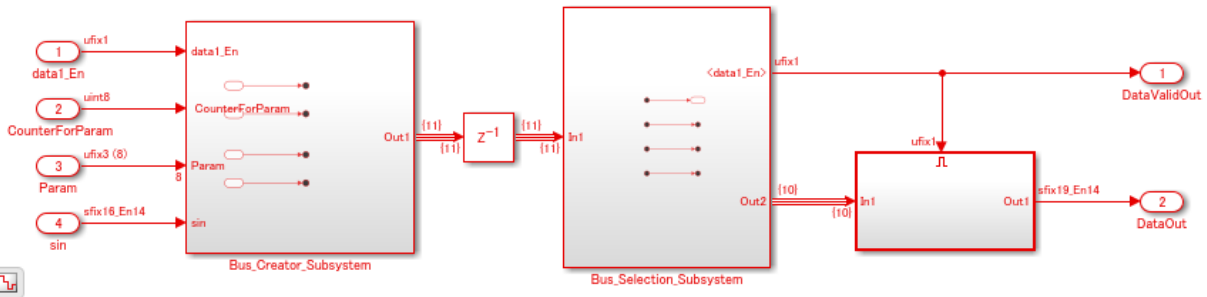 1
data1_En
ufix1
2
CounterForParam
uint8
3
Param
ufix3 (8)
8
4
sin
sfix16_En14
data1_En
CounterForParam
Param
sin
Out1
Bus_Creator_Subsystem
{11}
{11}
Z⁻¹
{11}
{11}
In1
<data1_En>
Out2
Bus_Selection_Subsystem
ufix1
{10}
{10}
ufix1
In1
Out1
sfix19_En14
1
DataValidOut
2
DataOut